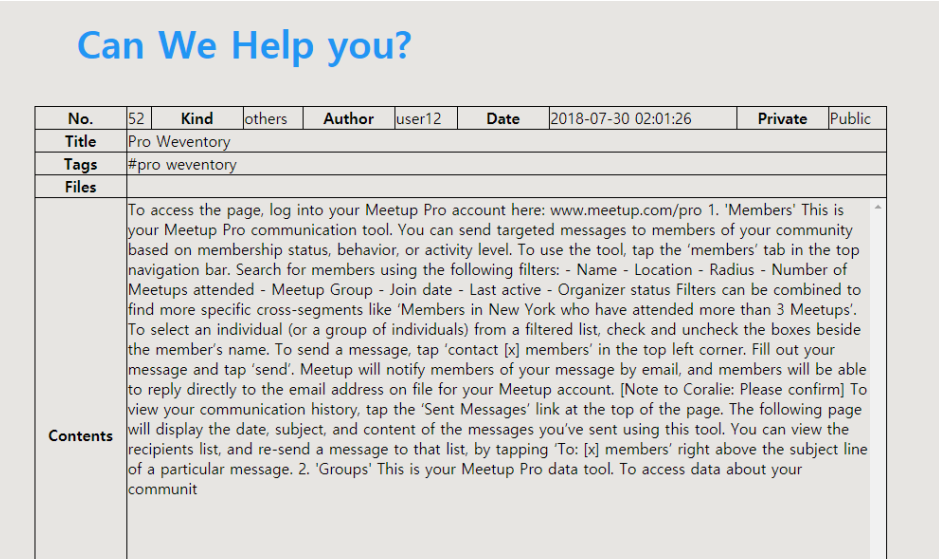 Can We Help you?
No. 52 Kind others Author user12 Date 2018-07-30 02:01:26 Private Public
Title Pro Weventory
Tags #pro weventory
Files
Contents
To access the page, log into your Meetup Pro account here: www.meetup.com/pro 1. 'Members' This is
your Meetup Pro communication tool. You can send targeted messages to members of your community
based on membership status, behavior, or activity level. To use the tool, tap the ‘members’ tab in the top
navigation bar. Search for members using the following filters: - Name - Location - Radius - Number of
Meetups attended - Meetup Group - Join date - Last active - Organizer status Filters can be combined to
find more specific cross-segments like ‘Members in New York who have attended more than 3 Meetups’.
To select an individual (or a group of individuals) from a filtered list, check and uncheck the boxes beside
the member’s name. To send a message, tap ‘contact [x] members’ in the top left corner. Fill out your
message and tap ‘send’. Meetup will notify members of your message by email, and members will be able
to reply directly to the email address on file for your Meetup account. [Note to Coralie: Please confirm] To
view your communication history, tap the ‘Sent Messages’ link at the top of the page. The following page
will display the date, subject, and content of the messages you’ve sent using this tool. You can view the
recipients list, and re-send a message to that list, by tapping ‘To: [x] members’ right above the subject line
of a particular message. 2. 'Groups' This is your Meetup Pro data tool. To access data about your
communit